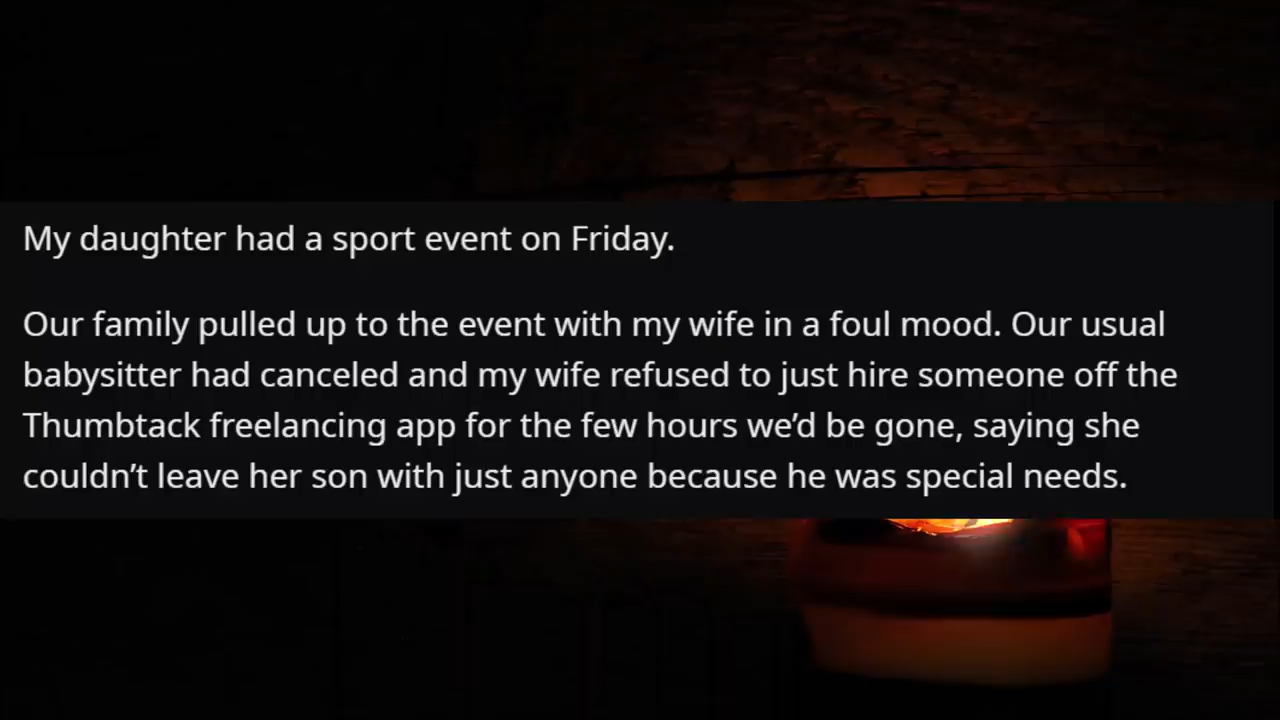 My daughter had a sport event on Friday.
Our family pulled up to the event with my wife in a foul mood. Our usual
babysitter had canceled and my wife refused to just hire someone off the
Thumbtack freelancing app for the few hours we’d be gone, saying she
couldn’t leave her son with just anyone because he was special needs.